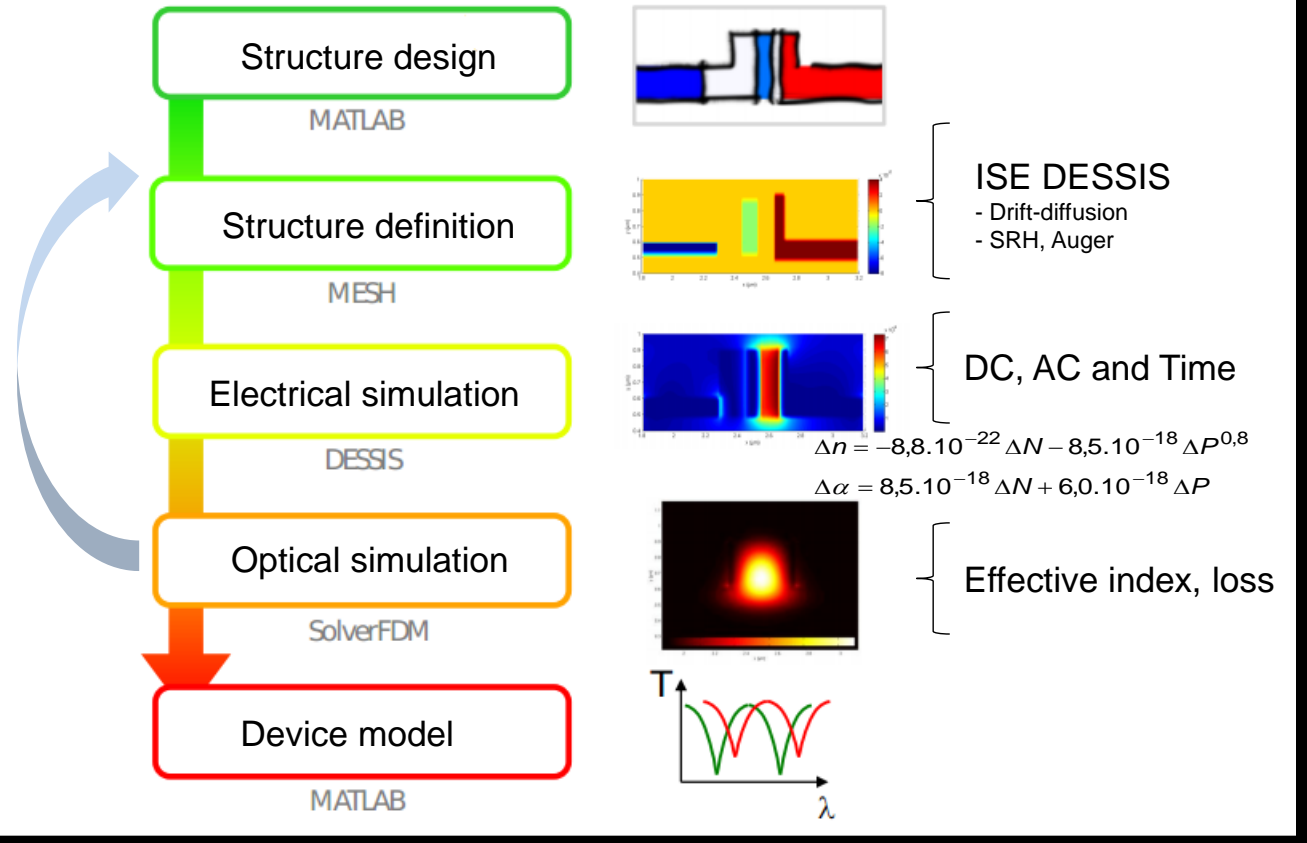 Structure design
MATLAB
Structure definition
MESH
ISE DESSIS
- Drift-diffusion
- SRH, Auger
Electrical simulation
DESSIS
DC, AC and Time
Δn = −8,8.10⁻²² ΔN − 8,5.10⁻¹⁸ ΔP⁰,⁸
Δα = 8,5.10⁻¹⁸ ΔN + 6,0.10⁻¹⁸ ΔP
Optical simulation
SolverFDM
Effective index, loss
Device model
MATLAB
T
λ